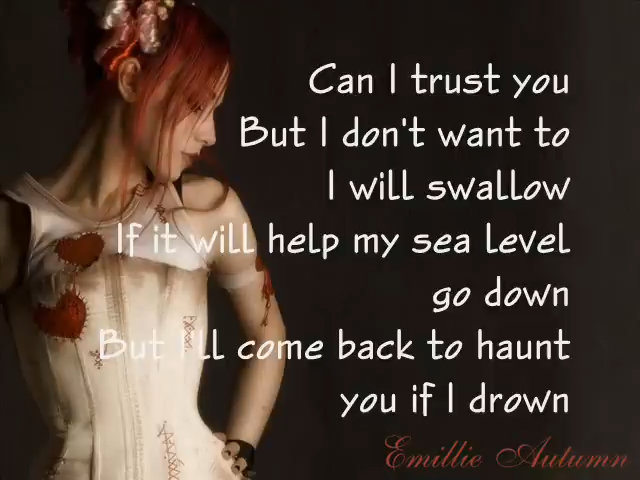 Can I trust you
But I don't want to
I will swallow
If it will help my sea level
go down
But I'll come back to haunt
you if I drown
Emillie Autumn